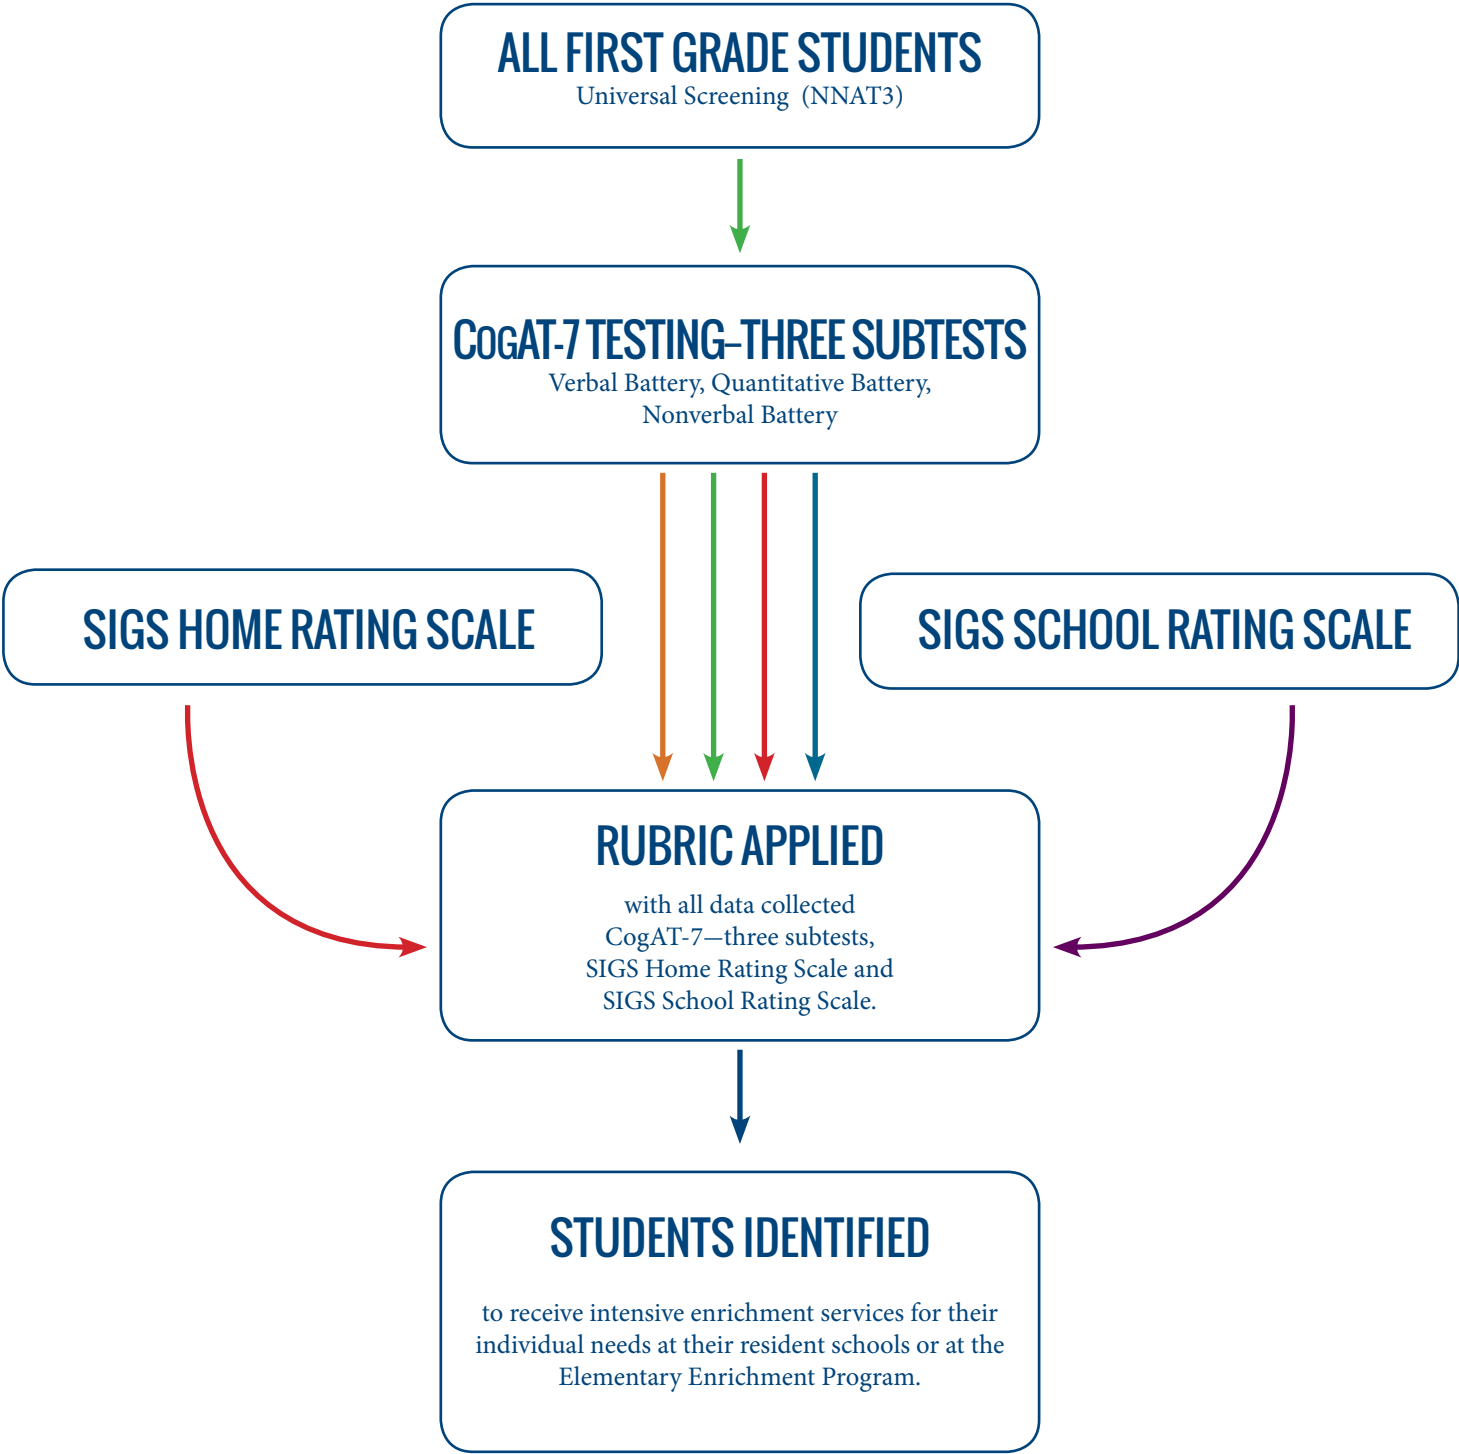 ALL FIRST GRADE STUDENTS
Universal Screening (NNAT3)
COGAT-7 TESTING–THREE SUBTESTS
Verbal Battery, Quantitative Battery,
Nonverbal Battery
SIGS HOME RATING SCALE
SIGS SCHOOL RATING SCALE
RUBRIC APPLIED
with all data collected
CogAT-7—three subtests,
SIGS Home Rating Scale and
SIGS School Rating Scale.
STUDENTS IDENTIFIED
to receive intensive enrichment services for their
individual needs at their resident schools or at the
Elementary Enrichment Program.